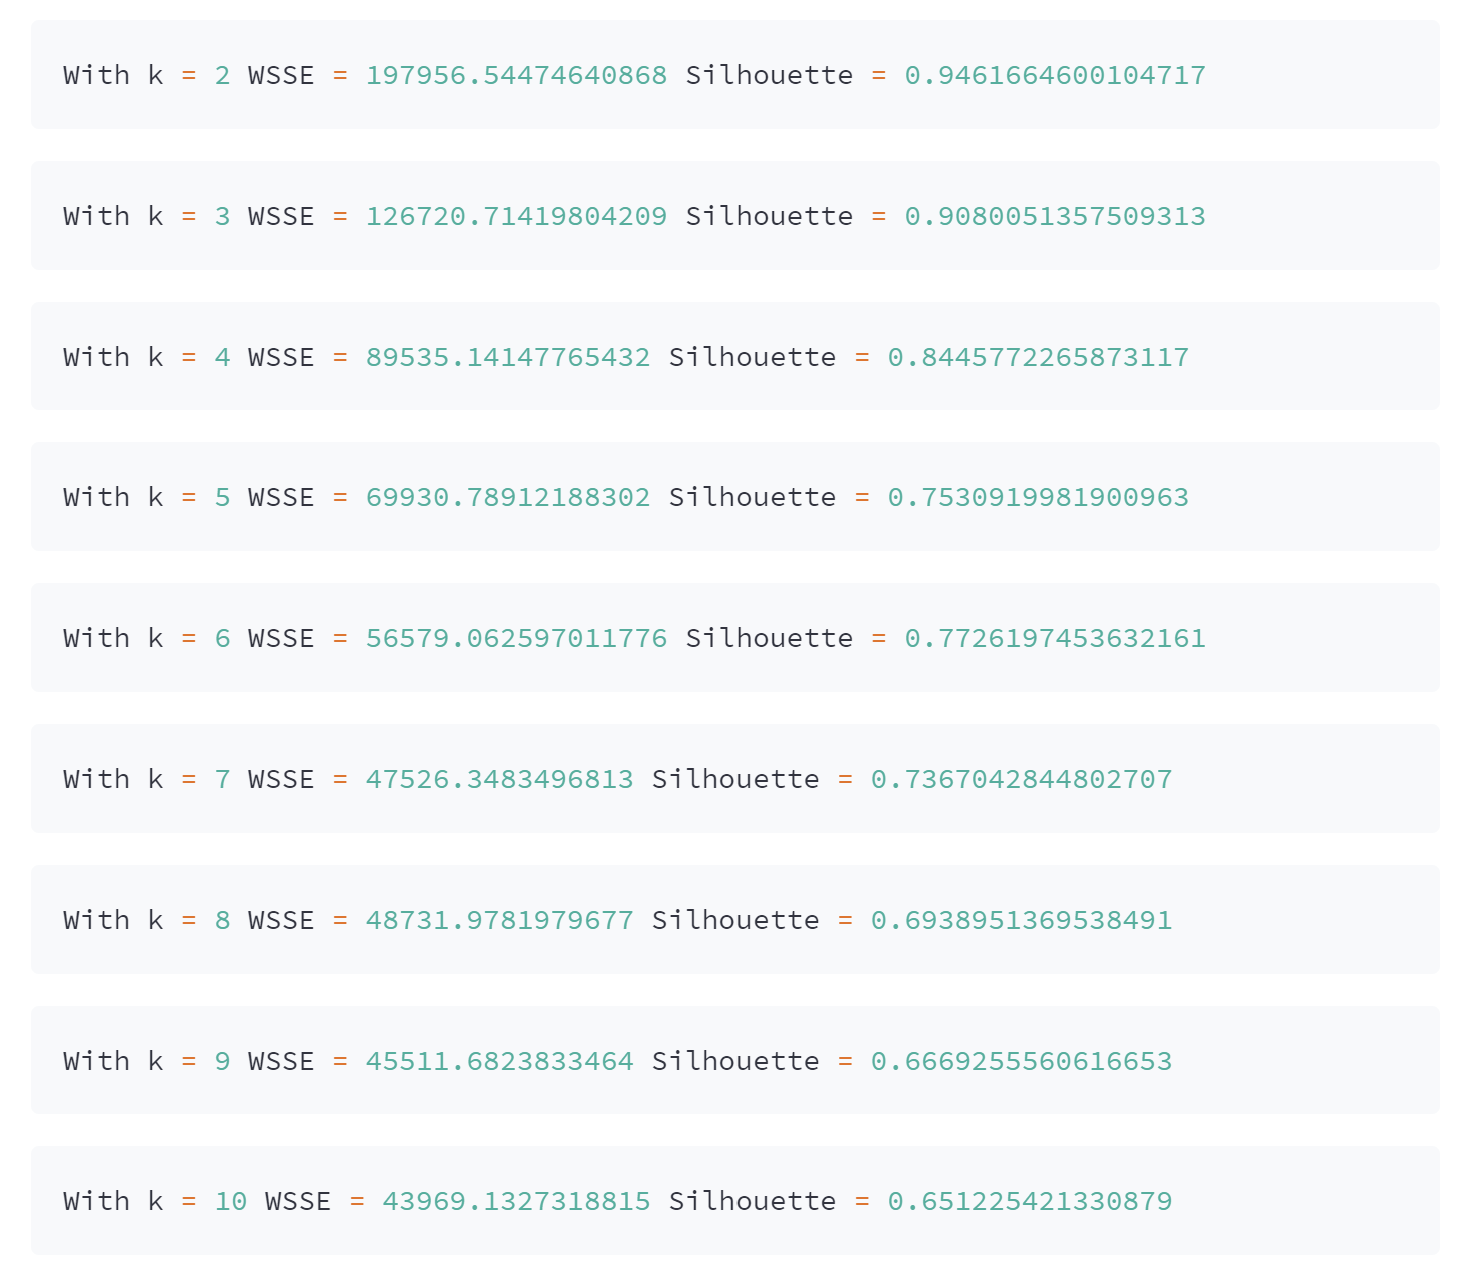 With k = 2 WSSE = 197956.54474640868 Silhouette = 0.9461664600104717
With k = 3 WSSE = 126720.71419804209 Silhouette = 0.9080051357509313
With k = 4 WSSE = 89535.14147765432 Silhouette = 0.8445772265873117
With k = 5 WSSE = 69930.78912188302 Silhouette = 0.7530919981900963
With k = 6 WSSE = 56579.062597011776 Silhouette = 0.7726197453632161
With k = 7 WSSE = 47526.3483496813 Silhouette = 0.7367042844802707
With k = 8 WSSE = 48731.9781979677 Silhouette = 0.6938951369538491
With k = 9 WSSE = 45511.6823833464 Silhouette = 0.6669255560616653
With k = 10 WSSE = 43969.1327318815 Silhouette = 0.651225421330879